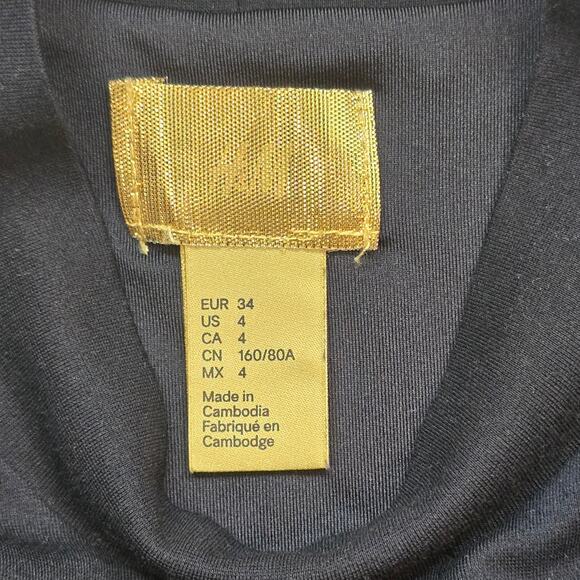 H&M
EUR 34
US 4
CA 4
CN 160/80A
MX 4
Made in
Cambodia
Fabriqué en
Cambodge